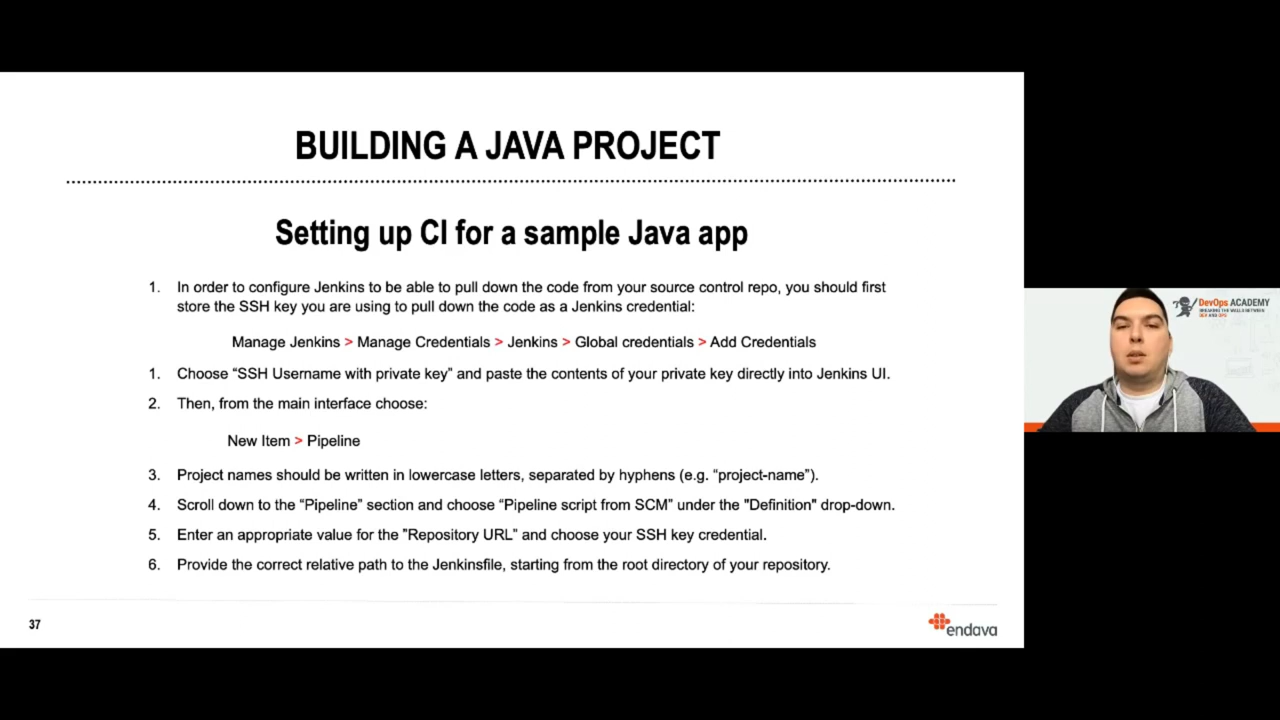 BUILDING A JAVA PROJECT
Setting up CI for a sample Java app
1. In order to configure Jenkins to be able to pull down the code from your source control repo, you should first
store the SSH key you are using to pull down the code as a Jenkins credential:
Manage Jenkins > Manage Credentials > Jenkins > Global credentials > Add Credentials
1. Choose “SSH Username with private key” and paste the contents of your private key directly into Jenkins UI.
2. Then, from the main interface choose:
New Item > Pipeline
3. Project names should be written in lowercase letters, separated by hyphens (e.g. “project-name”).
4. Scroll down to the “Pipeline” section and choose “Pipeline script from SCM” under the "Definition" drop-down.
5. Enter an appropriate value for the "Repository URL" and choose your SSH key credential.
6. Provide the correct relative path to the Jenkinsfile, starting from the root directory of your repository.
37
endava
DevOps ACADEMY
BREAKING THE WALLS BETWEEN
DEV AND OPS